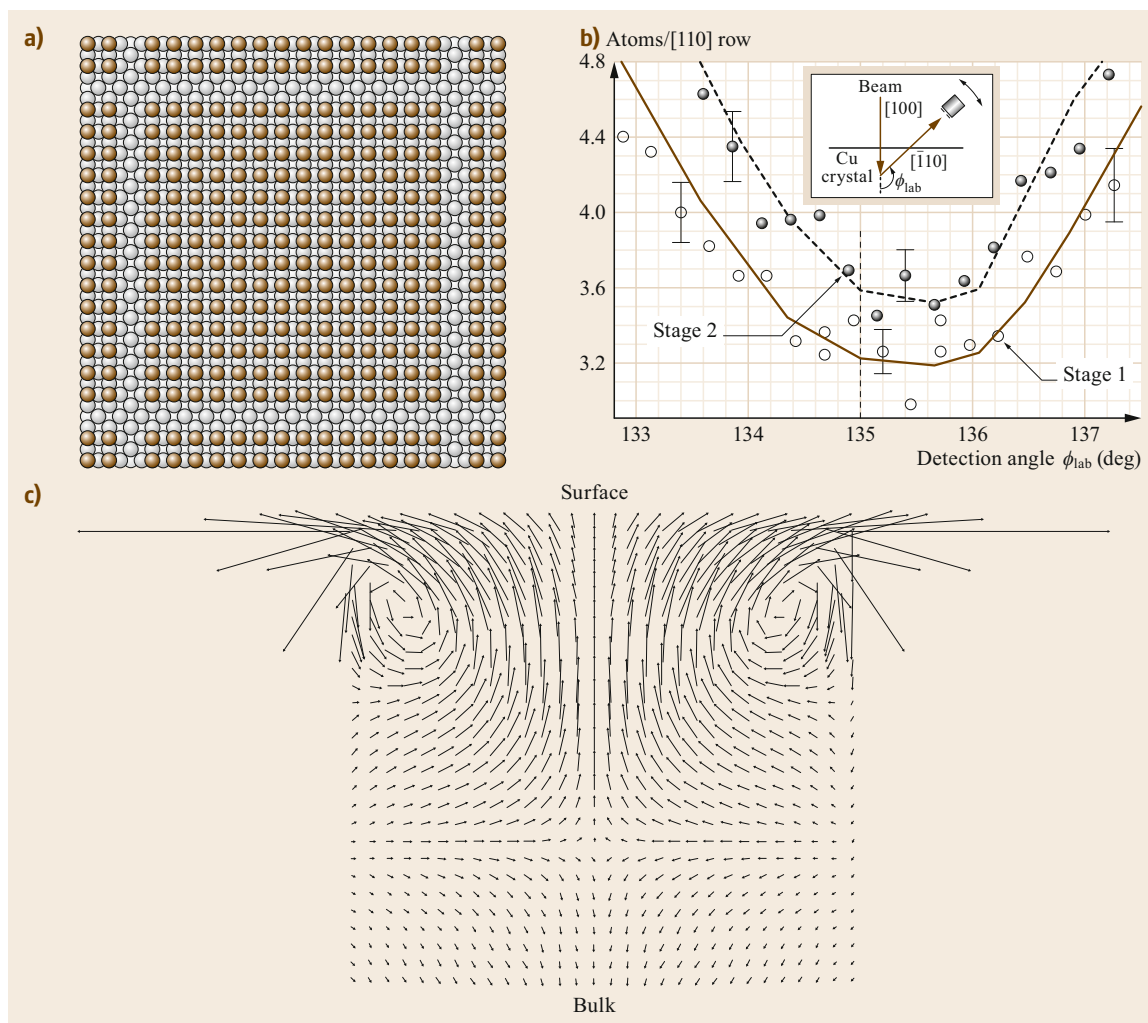 a)
b) Atoms/[110] row
4.8
4.4
4.0
3.6
3.2
Beam
[100]
Cu
crystal
[1̄10]
ϕlab
Stage 2
Stage 1
133 134 135 136 137
Detection angle ϕlab (deg)
c)
Surface
Bulk